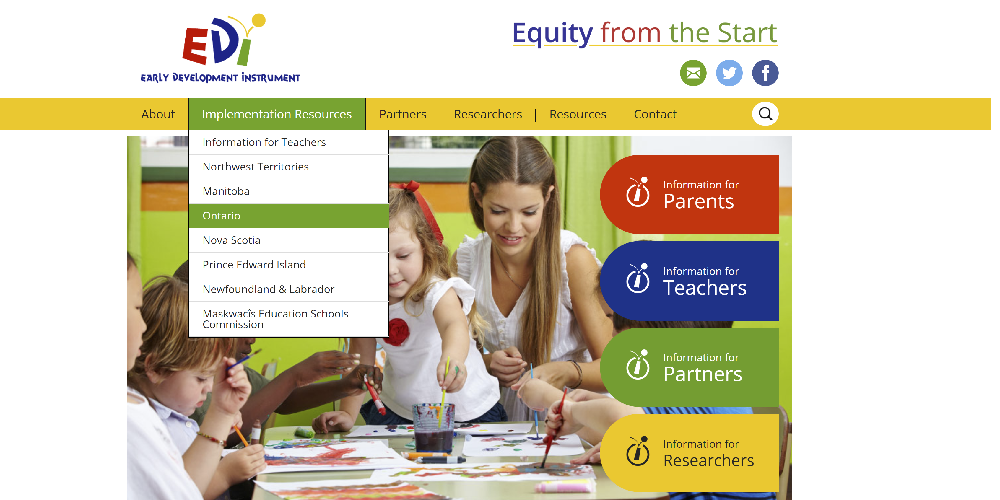 EDi
EARLY DEVELOPMENT INSTRUMENT
Equity from the Start
About
Implementation Resources
Partners
Researchers
Resources
Contact
Information for Teachers
Northwest Territories
Manitoba
Ontario
Nova Scotia
Prince Edward Island
Newfoundland & Labrador
Maskwacîs Education Schools
Commission
Information for
Parents
Information for
Teachers
Information for
Partners
Information for
Researchers